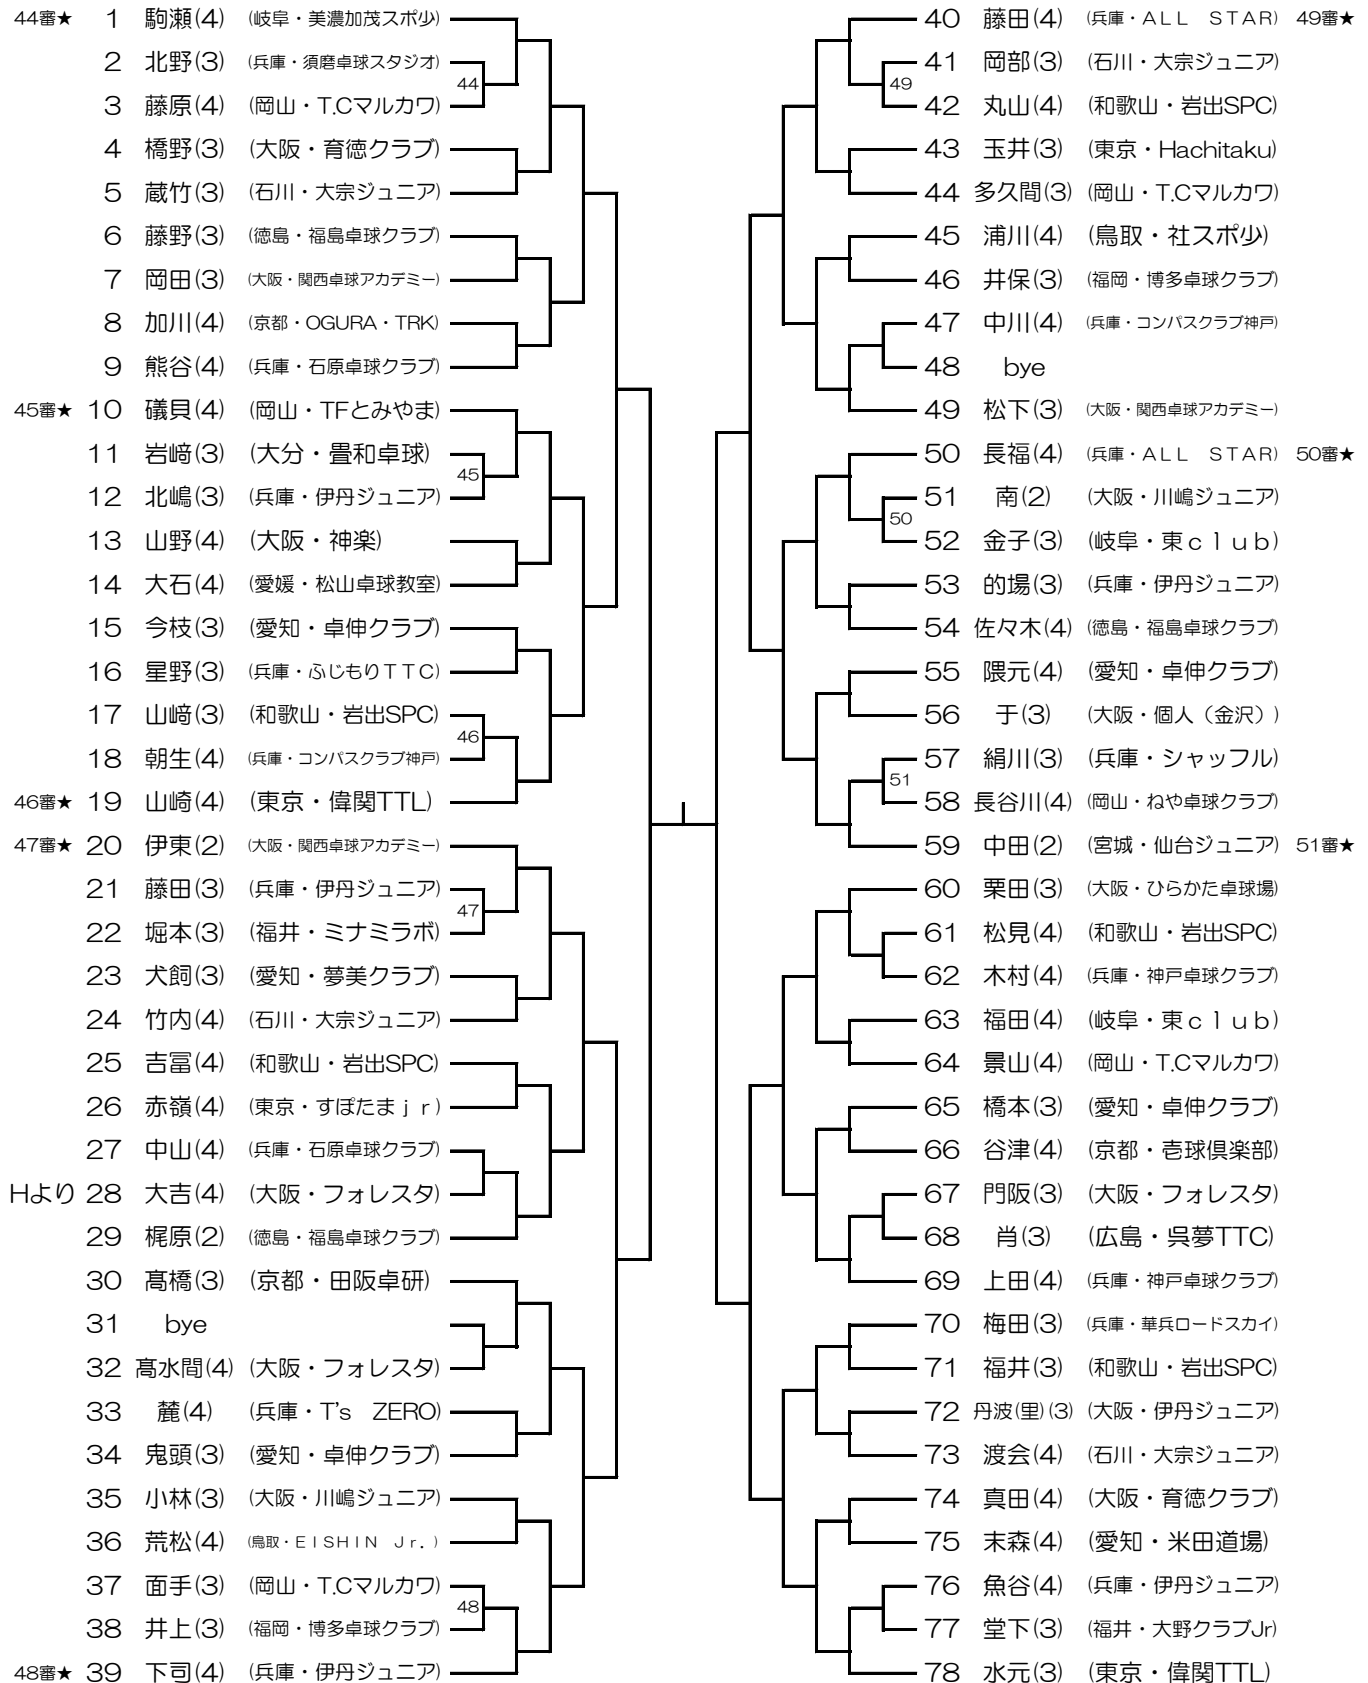 44審★ 1 駒瀬(4) (岐阜・美濃加茂スポ少)
2 北野(3) (兵庫・須磨卓球スタジオ)
44
3 藤原(4) (岡山・T.Cマルカワ)
4 橋野(3) (大阪・育徳クラブ)
5 蔵竹(3) (石川・大宗ジュニア)
6 藤野(3) (徳島・福島卓球クラブ)
7 岡田(3) (大阪・関西卓球アカデミー)
8 加川(4) (京都・OGURA・TRK)
9 熊谷(4) (兵庫・石原卓球クラブ)
45審★ 10 礒貝(4) (岡山・TFとみやま)
11 岩﨑(3) (大分・畳和卓球)
45
12 北嶋(3) (兵庫・伊丹ジュニア)
13 山野(4) (大阪・神楽)
14 大石(4) (愛媛・松山卓球教室)
15 今枝(3) (愛知・卓伸クラブ)
16 星野(3) (兵庫・ふじもりＴＴＣ)
17 山﨑(3) (和歌山・岩出SPC)
46
18 朝生(4) (兵庫・コンパスクラブ神戸)
46審★ 19 山崎(4) (東京・偉関TTL)
47審★ 20 伊東(2) (大阪・関西卓球アカデミー)
21 藤田(3) (兵庫・伊丹ジュニア)
47
22 堀本(3) (福井・ミナミラボ)
23 犬飼(3) (愛知・夢美クラブ)
24 竹内(4) (石川・大宗ジュニア)
25 吉冨(4) (和歌山・岩出SPC)
26 赤嶺(4) (東京・すぽたまｊｒ)
27 中山(4) (兵庫・石原卓球クラブ)
Hより 28 大吉(4) (大阪・フォレスタ)
29 梶原(2) (徳島・福島卓球クラブ)
30 髙橋(3) (京都・田阪卓研)
31 bye
32 髙水間(4) (大阪・フォレスタ)
33 麓(4) (兵庫・T's　ZERO)
34 鬼頭(3) (愛知・卓伸クラブ)
35 小林(3) (大阪・川嶋ジュニア)
36 荒松(4) (鳥取・ＥＩＳＨＩＮ　Ｊｒ．)
37 面手(3) (岡山・T.Cマルカワ)
48
38 井上(3) (福岡・博多卓球クラブ)
48審★ 39 下司(4) (兵庫・伊丹ジュニア)
40 藤田(4) (兵庫・ＡＬＬ　ＳＴＡＲ) 49審★
41 岡部(3) (石川・大宗ジュニア)
49
42 丸山(4) (和歌山・岩出SPC)
43 玉井(3) (東京・Hachitaku)
44 多久間(3) (岡山・T.Cマルカワ)
45 浦川(4) (鳥取・社スポ少)
46 井保(3) (福岡・博多卓球クラブ)
47 中川(4) (兵庫・コンパスクラブ神戸)
48 bye
49 松下(3) (大阪・関西卓球アカデミー)
50 長福(4) (兵庫・ＡＬＬ　ＳＴＡＲ) 50審★
51 南(2) (大阪・川嶋ジュニア)
50
52 金子(3) (岐阜・東ｃｌｕｂ)
53 的場(3) (兵庫・伊丹ジュニア)
54 佐々木(4) (徳島・福島卓球クラブ)
55 隈元(4) (愛知・卓伸クラブ)
56 于(3) (大阪・個人（金沢）)
57 絹川(3) (兵庫・シャッフル)
51
58 長谷川(4) (岡山・ねや卓球クラブ)
59 中田(2) (宮城・仙台ジュニア) 51審★
60 栗田(3) (大阪・ひらかた卓球場)
61 松見(4) (和歌山・岩出SPC)
62 木村(4) (兵庫・神戸卓球クラブ)
63 福田(4) (岐阜・東ｃｌｕｂ)
64 景山(4) (岡山・T.Cマルカワ)
65 橋本(3) (愛知・卓伸クラブ)
66 谷津(4) (京都・壱球倶楽部)
67 門阪(3) (大阪・フォレスタ)
68 肖(3) (広島・呉夢TTC)
69 上田(4) (兵庫・神戸卓球クラブ)
70 梅田(3) (兵庫・華兵ロードスカイ)
71 福井(3) (和歌山・岩出SPC)
72 丹波(里)(3) (大阪・伊丹ジュニア)
73 渡会(4) (石川・大宗ジュニア)
74 真田(4) (大阪・育徳クラブ)
75 末森(4) (愛知・米田道場)
76 魚谷(4) (兵庫・伊丹ジュニア)
77 堂下(3) (福井・大野クラブJr)
78 水元(3) (東京・偉関TTL)